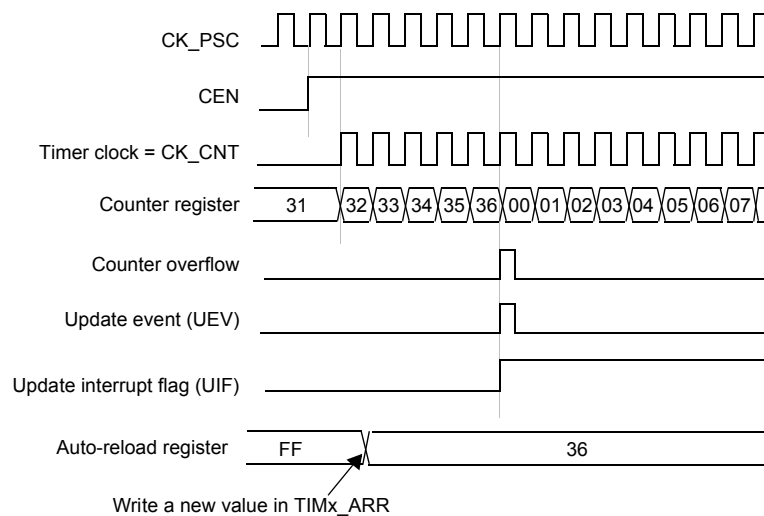 CK_PSC
CEN
Timer clock = CK_CNT
Counter register 31 32 33 34 35 36 00 01 02 03 04 05 06 07
Counter overflow
Update event (UEV)
Update interrupt flag (UIF)
Auto-reload register FF 36
Write a new value in TIMx_ARR